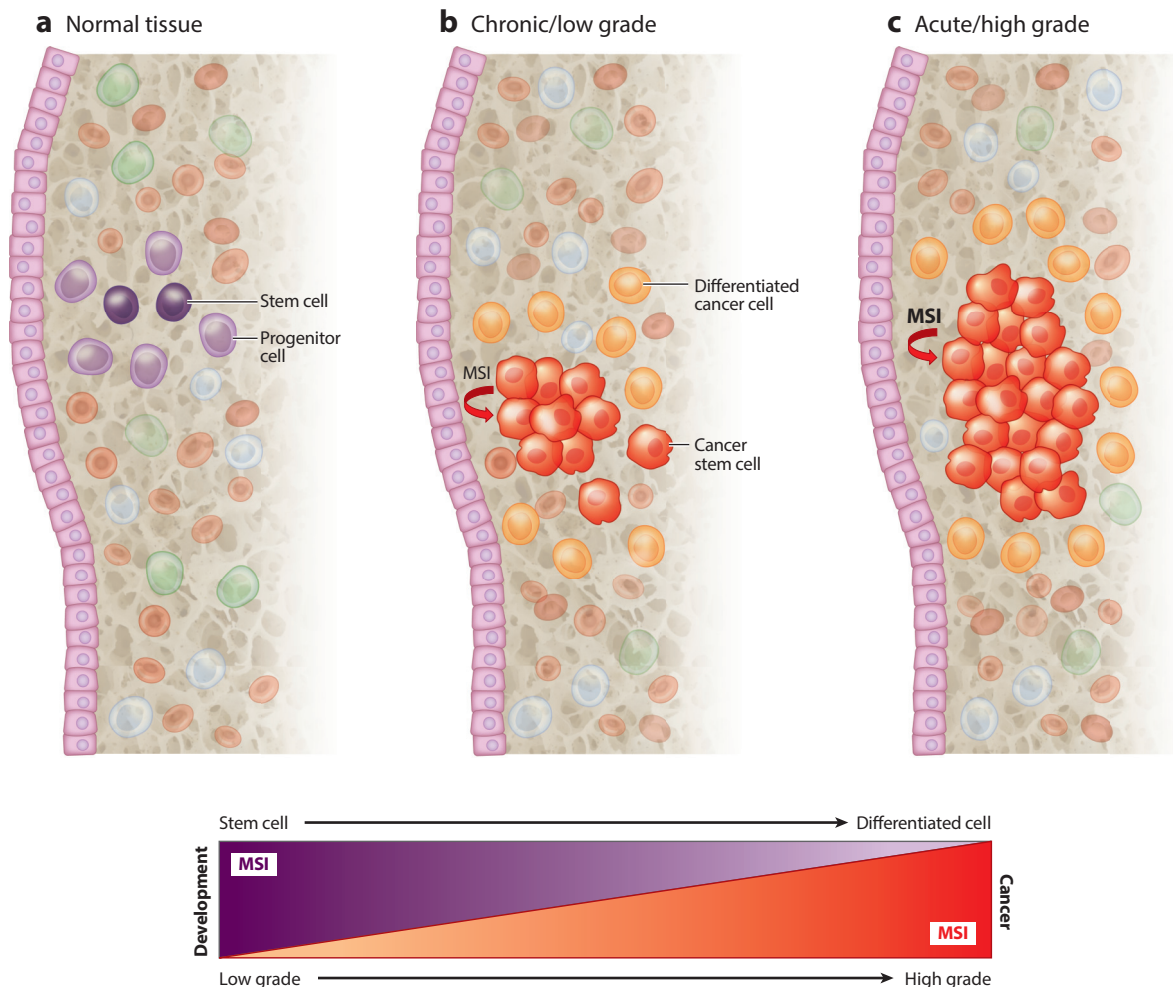 a Normal tissue
b Chronic/low grade
c Acute/high grade
Stem cell
Progenitor
cell
Differentiated
cancer cell
MSI
Cancer
stem cell
MSI
Stem cell
Differentiated cell
Development
MSI
MSI
Cancer
Low grade
High grade